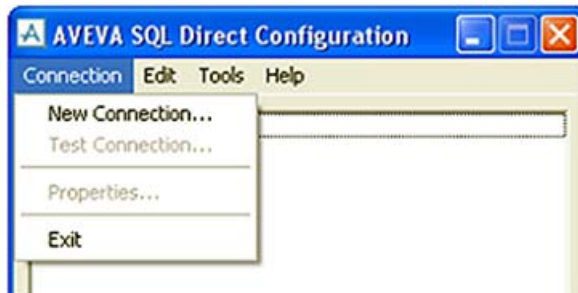 AVEVA SQL Direct Configuration
Connection Edit Tools Help
New Connection...
Test Connection...
Properties...
Exit